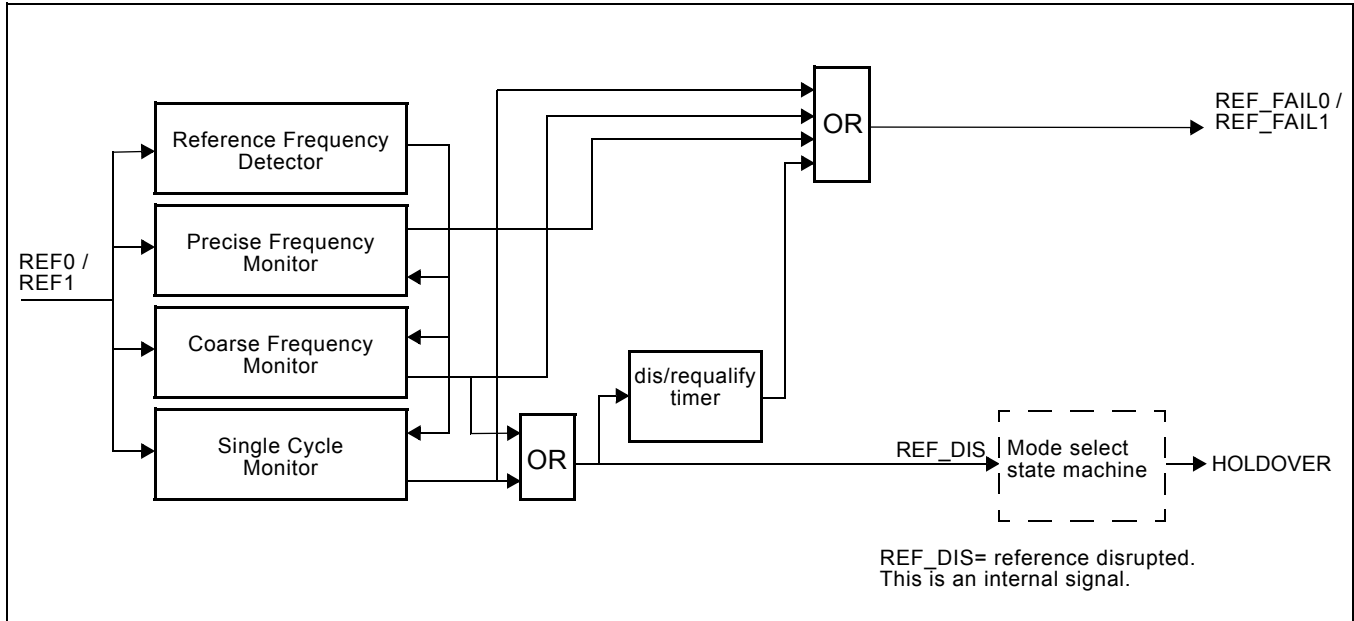 REF0 /
REF1
Reference Frequency
Detector
Precise Frequency
Monitor
Coarse Frequency
Monitor
Single Cycle
Monitor
OR
dis/requalify
timer
OR
REF_FAIL0 /
REF_FAIL1
REF_DIS
Mode select
state machine
HOLDOVER
REF_DIS= reference disrupted.
This is an internal signal.